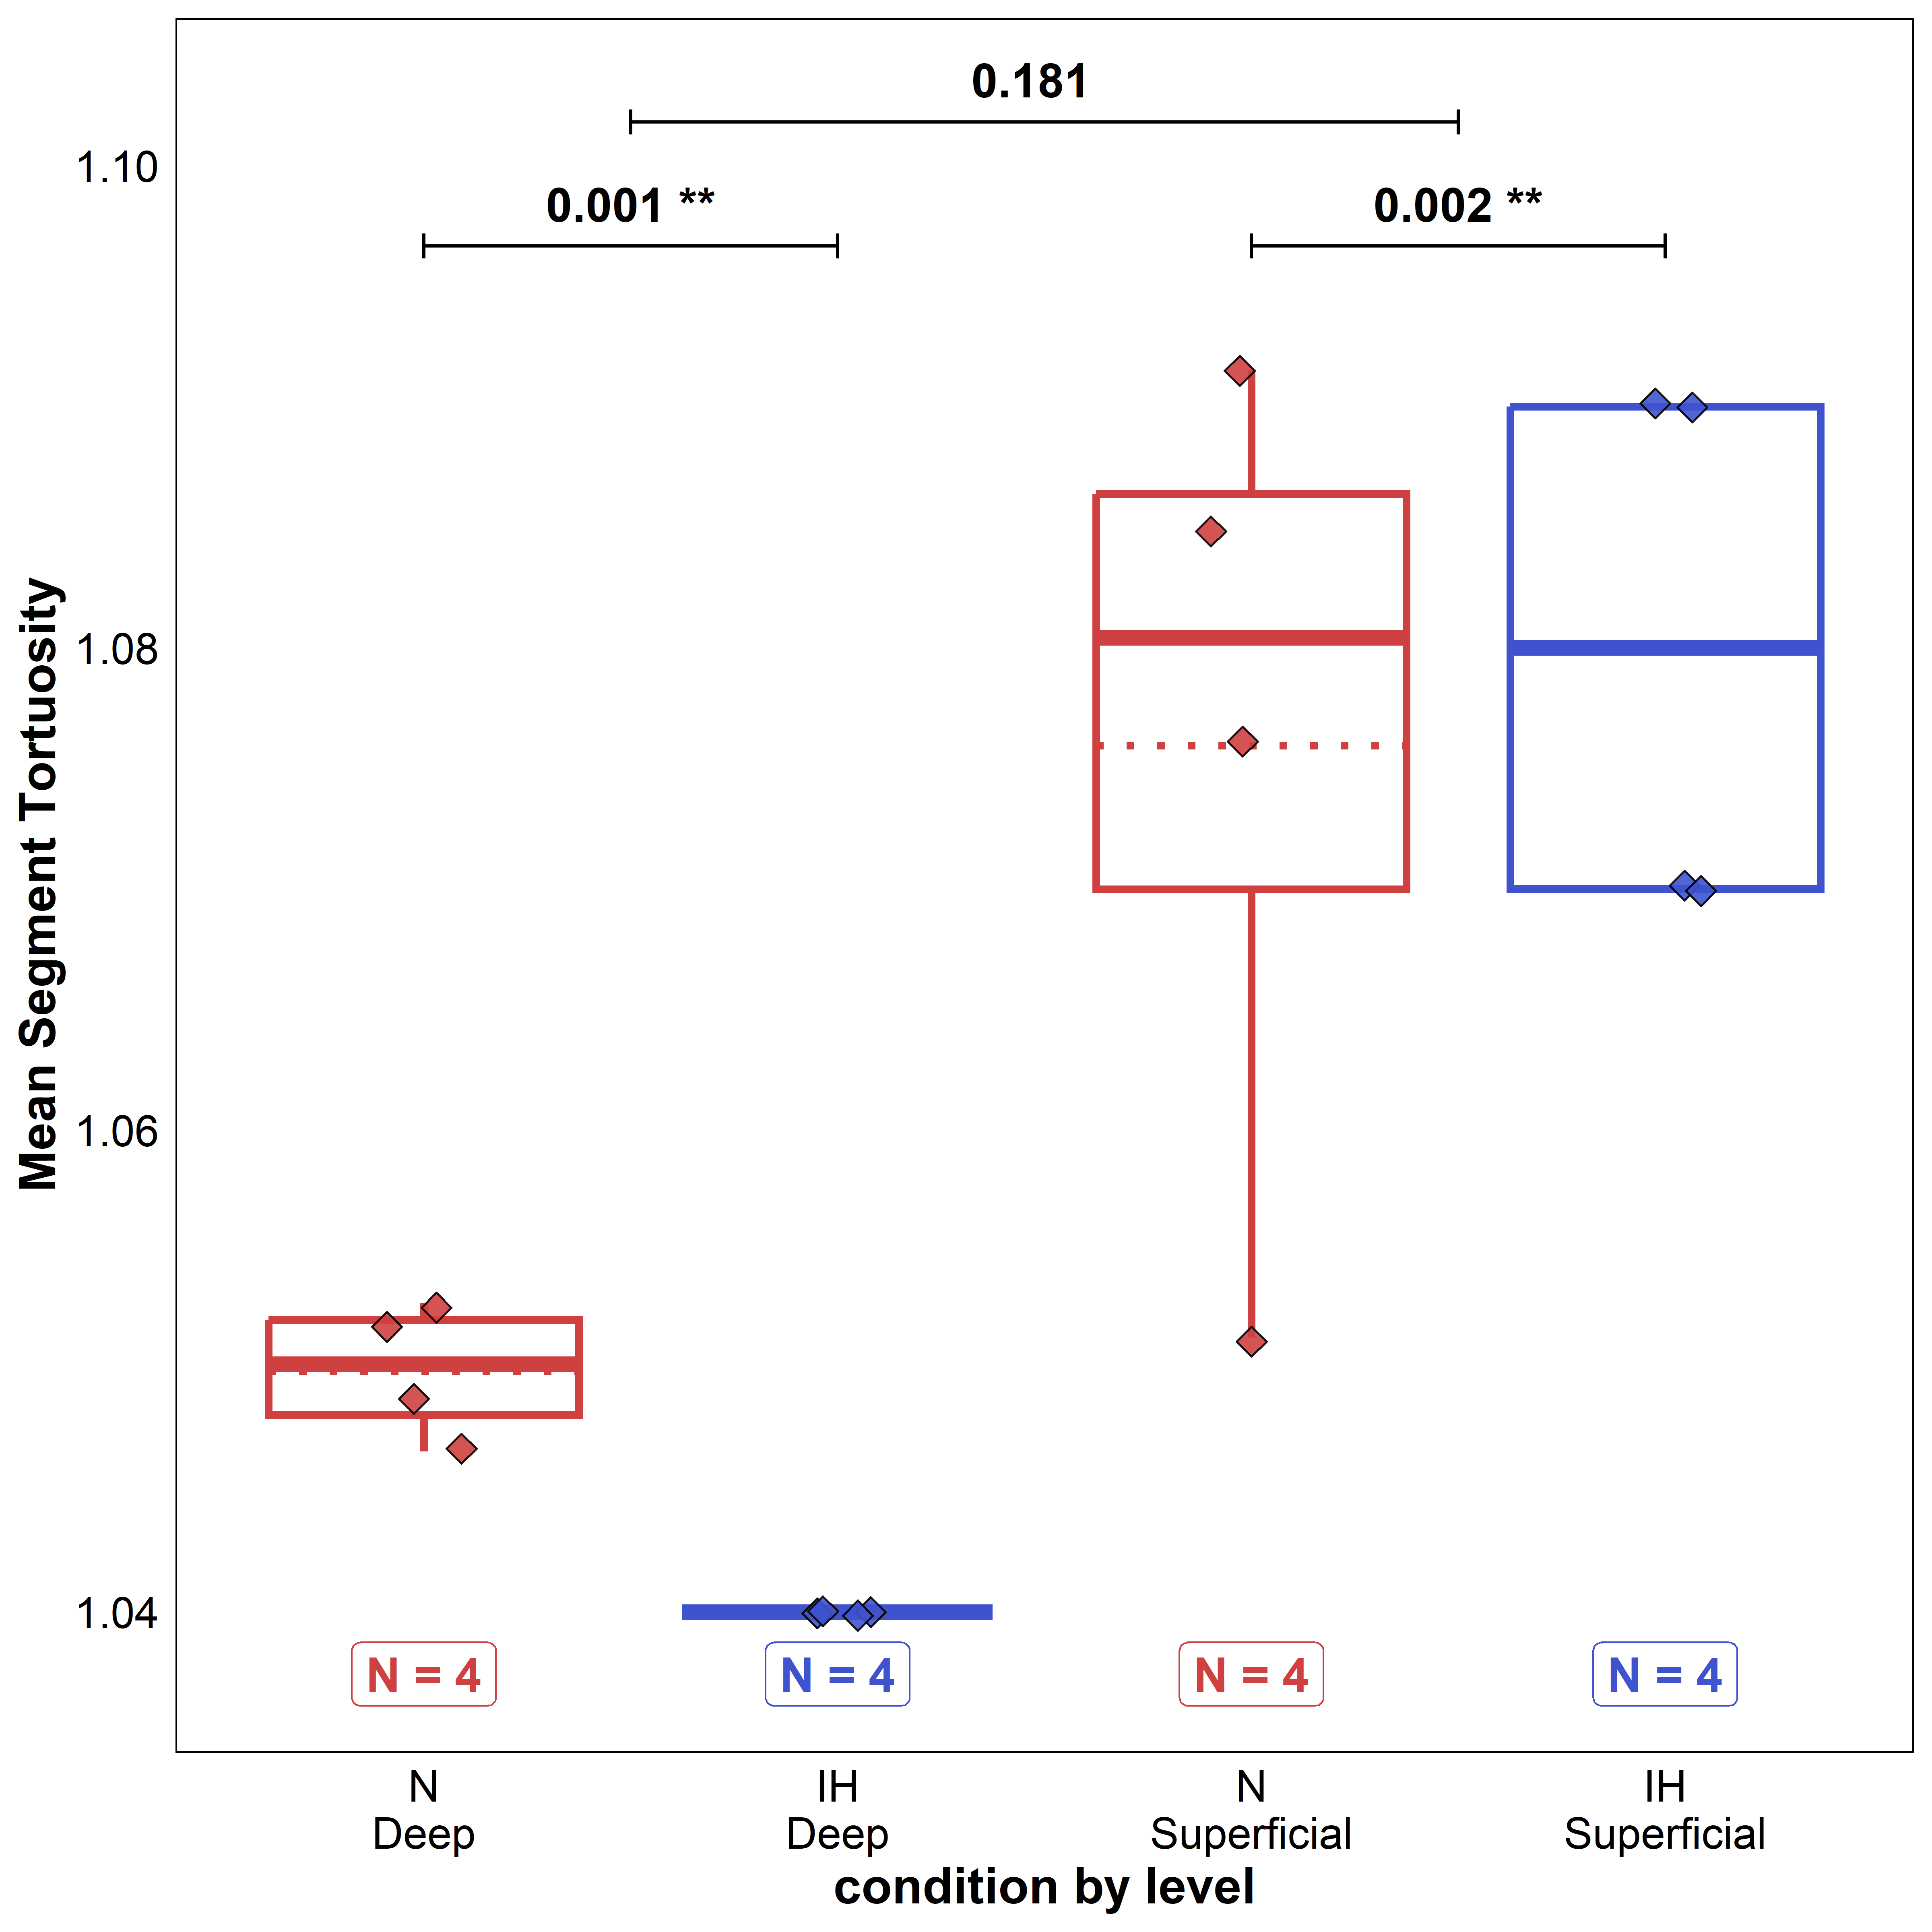 0.181
1.10
0.001 **
0.002 **
1.08
1.06
1.04
Mean Segment Tortuosity
N = 4
N = 4
N = 4
N = 4
N
Deep
IH
Deep
N
Superficial
IH
Superficial
condition by level